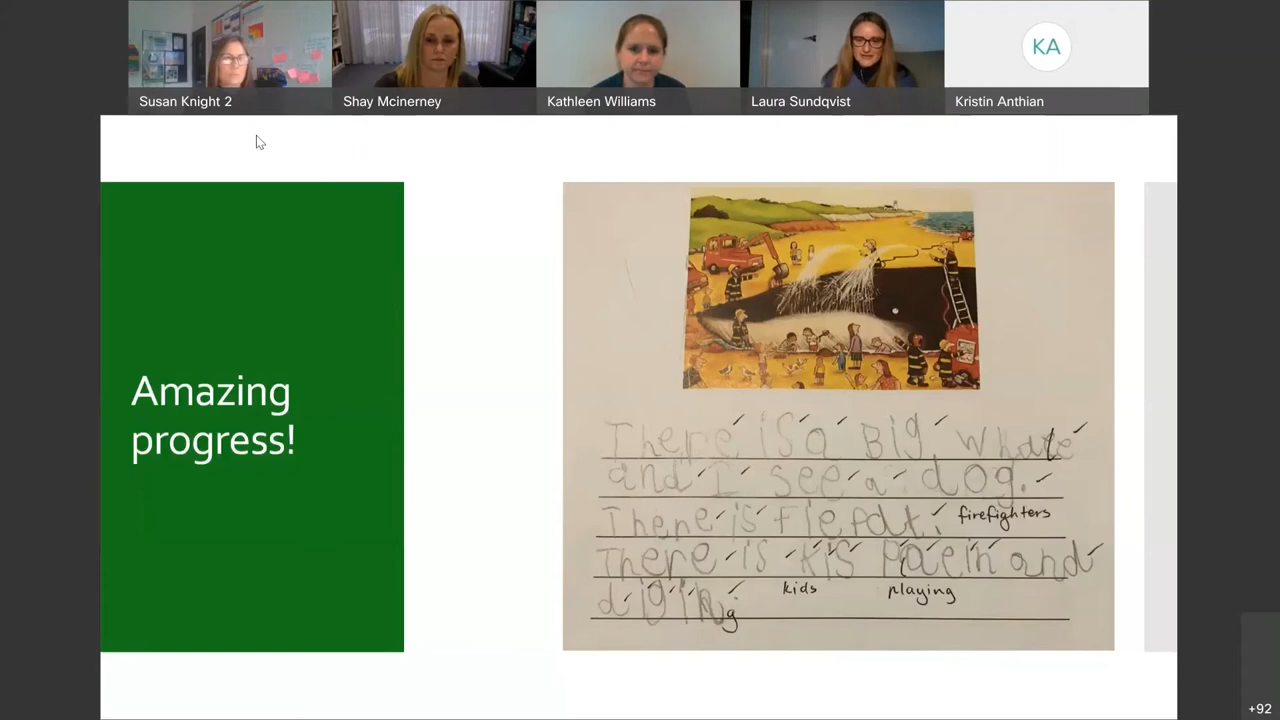 Susan Knight 2
Shay Mcinerney
Kathleen Williams
Laura Sundqvist
KA
Kristin Anthian
Amazing
progress!
There is a Big whale
and I see a dog.
There is fiefdt. firefighters
There is kis Paein and
kids playing
diging
+92